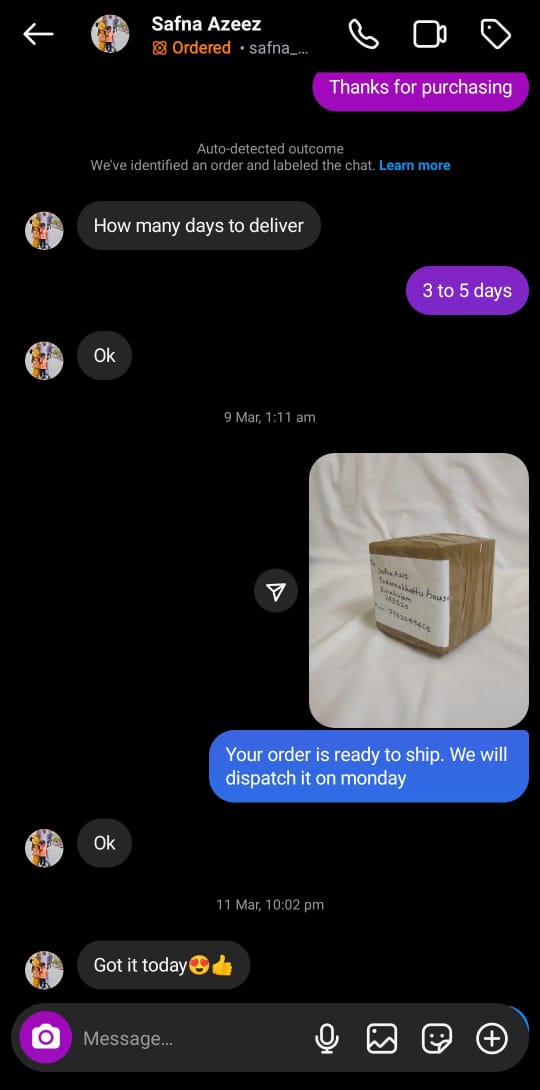 Safna Azeez
Ordered • safna_...
Thanks for purchasing
Auto-detected outcome
We've identified an order and labeled the chat. Learn more
How many days to deliver
3 to 5 days
Ok
9 Mar, 1:11 am
To
Safna Aziz
house
Ernakulam
683520
Your order is ready to ship. We will
dispatch it on monday
Ok
11 Mar, 10:02 pm
Got it today😍👍
Message...